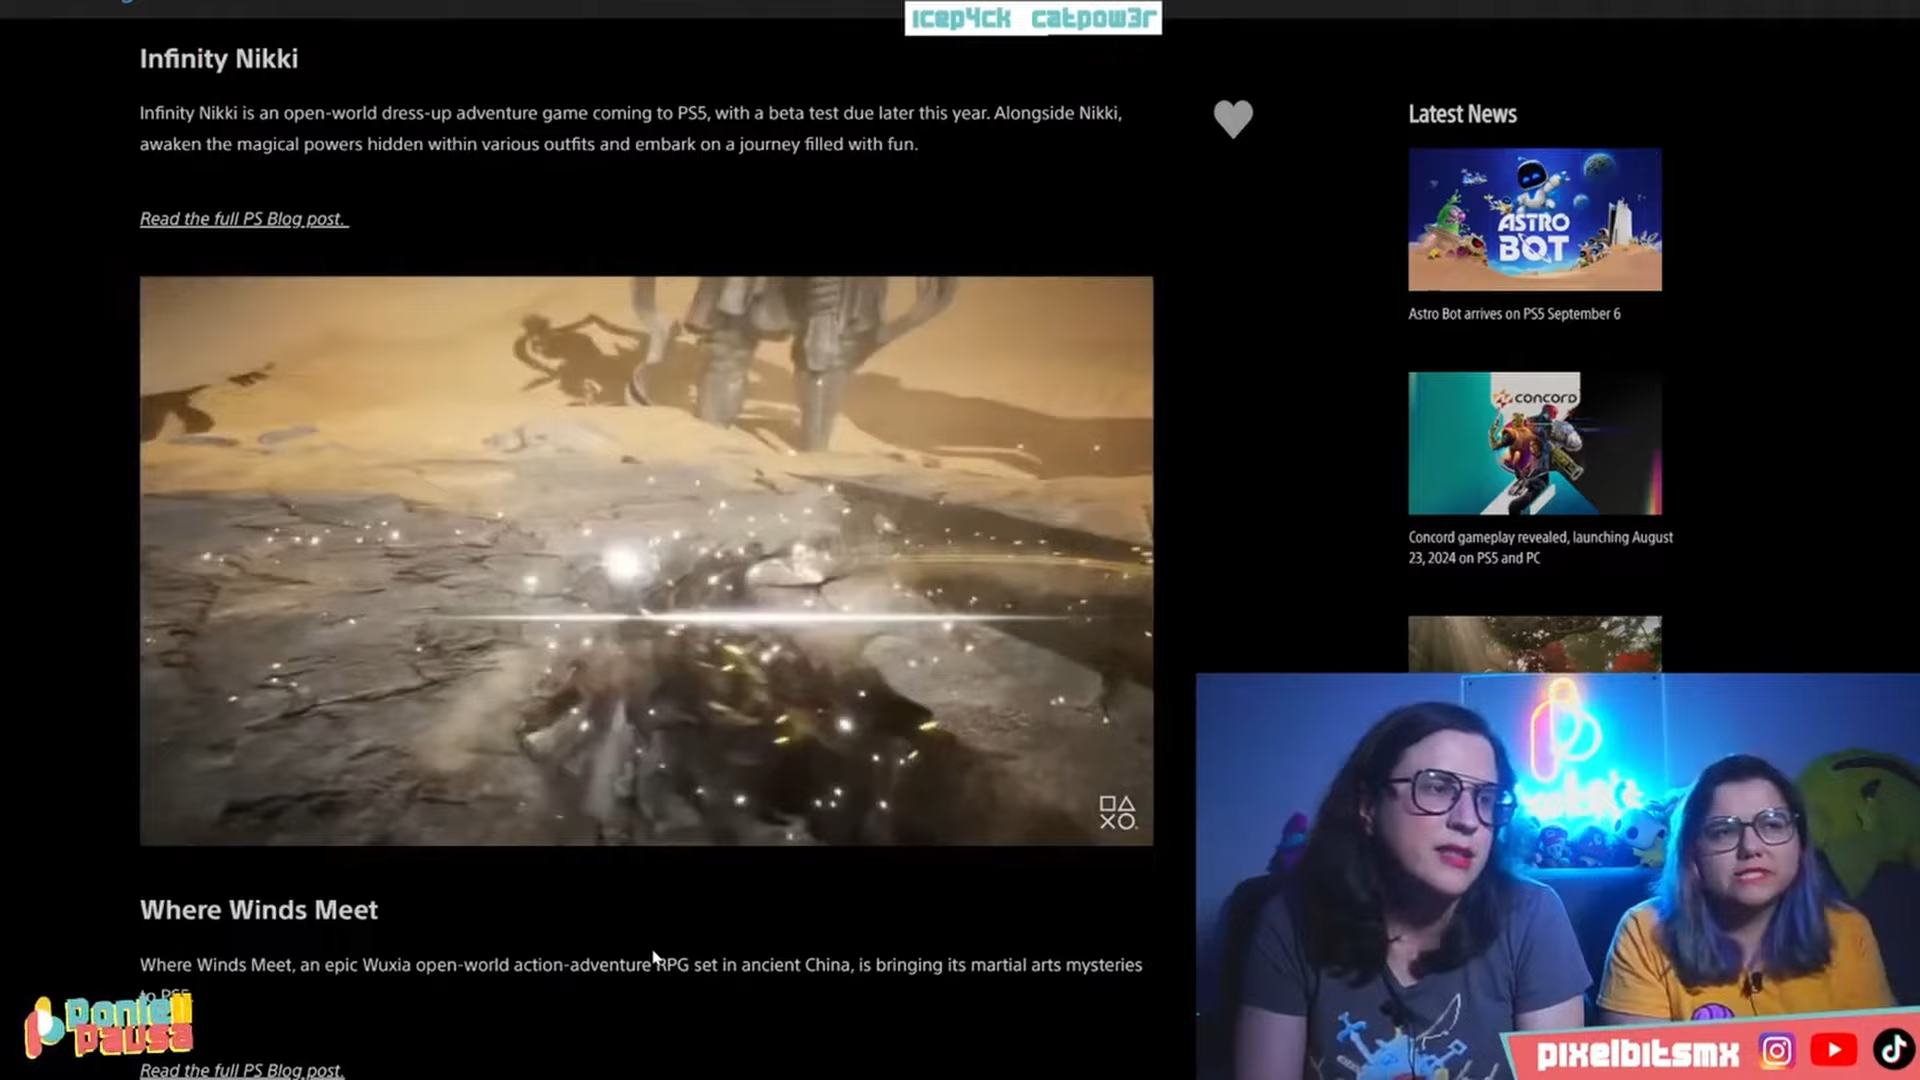 icep4ck catpow3r
Infinity Nikki
Infinity Nikki is an open-world dress-up adventure game coming to PS5, with a beta test due later this year. Alongside Nikki,
awaken the magical powers hidden within various outfits and embark on a journey filled with fun.
Read the full PS Blog post.
Latest News
ASTRO
BOT
Astro Bot arrives on PS5 September 6
CONCORD
Concord gameplay revealed, launching August
23, 2024 on PS5 and PC
Where Winds Meet
Where Winds Meet, an epic Wuxia open-world action-adventure RPG set in ancient China, is bringing its martial arts mysteries
to PS5.
Ponle
Pausa
Read the full PS Blog post.
pixelbitsmx